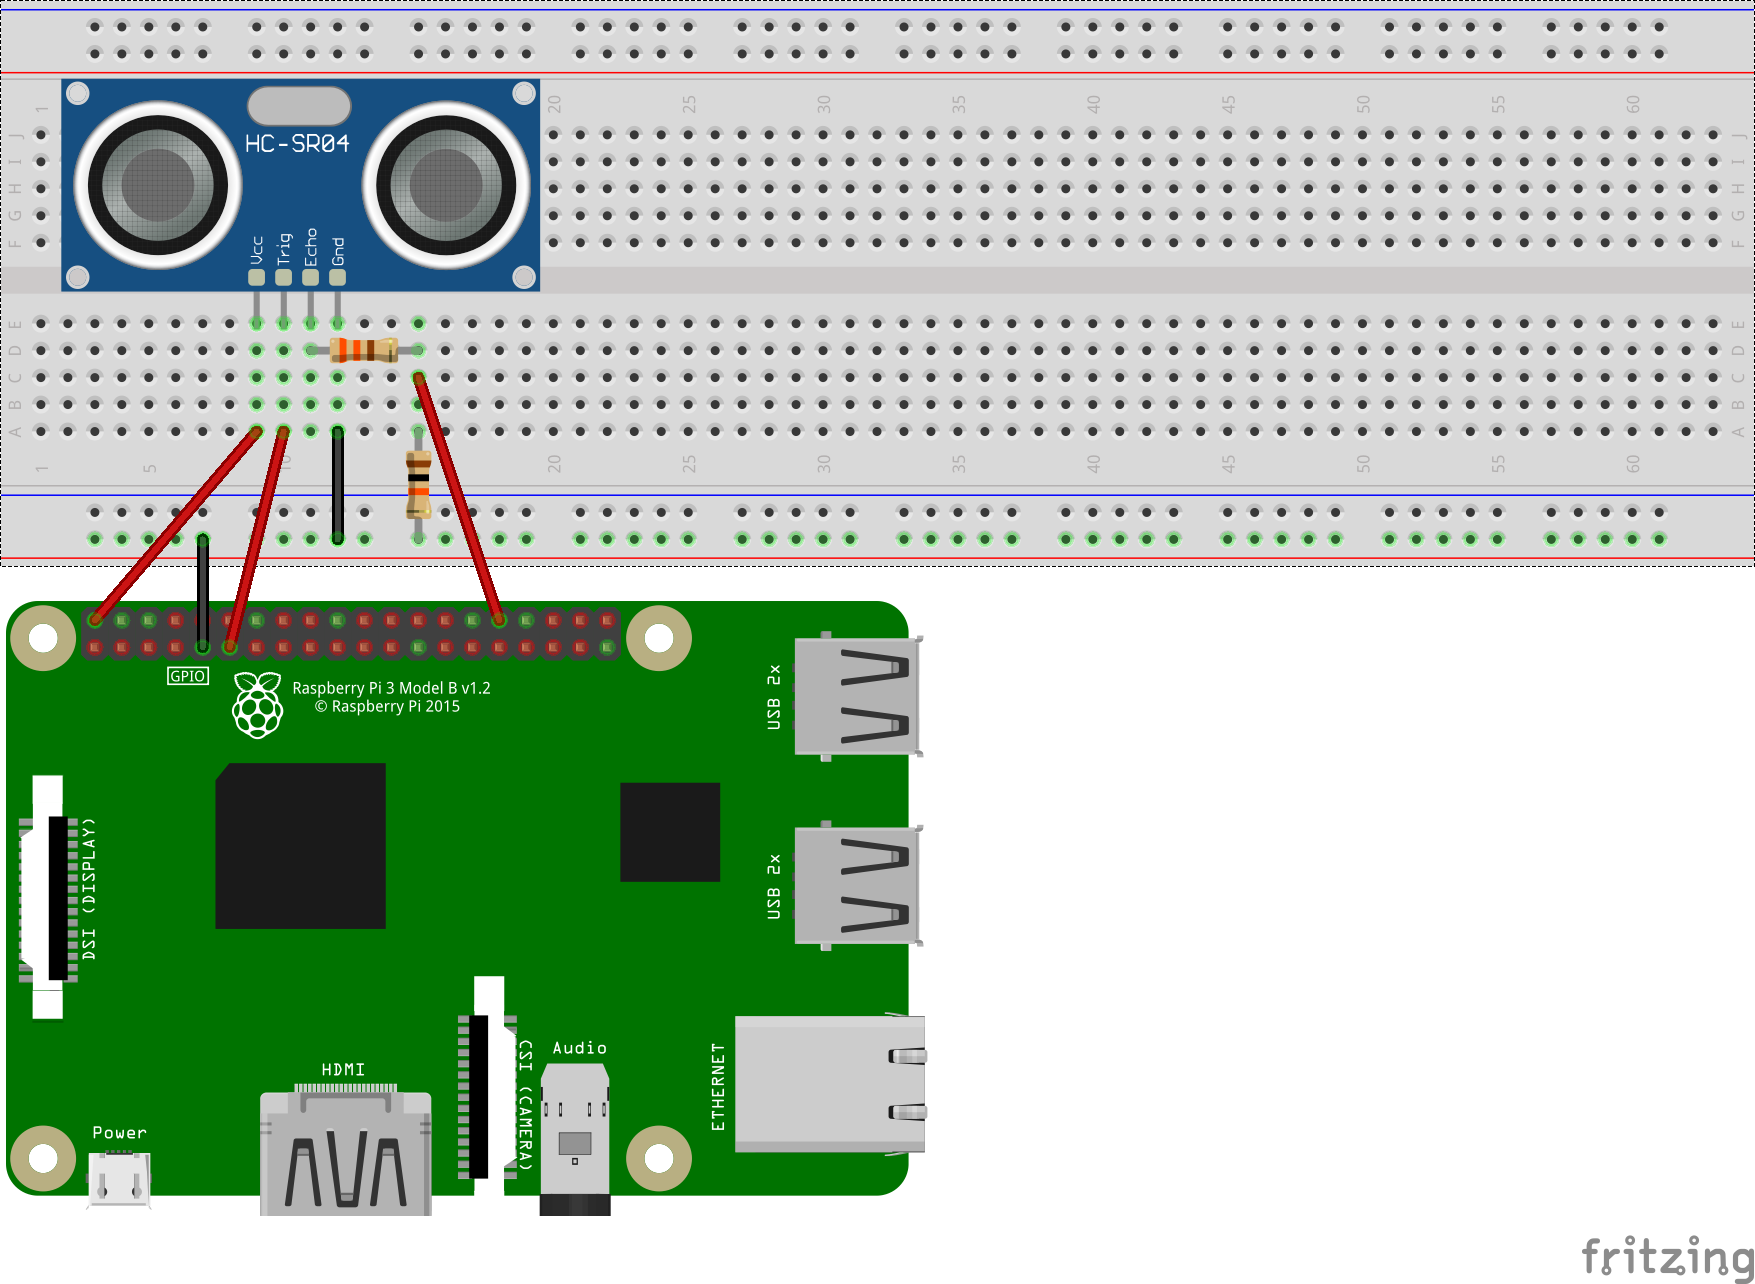 1 20 25 30 35 40 45 50 55 60
J J
I I
H H
G G
F F
HC-SR04
Vcc Trig Echo Gnd
E E
D D
C C
B B
A A
1 5 10 20 25 30 35 40 45 50 55 60
GPIO
Raspberry Pi 3 Model B v1.2
© Raspberry Pi 2015
USB 2x
USB 2x
DSI (DISPLAY)
CSI (CAMERA)
Audio
ETHERNET
HDMI
Power
fritzing